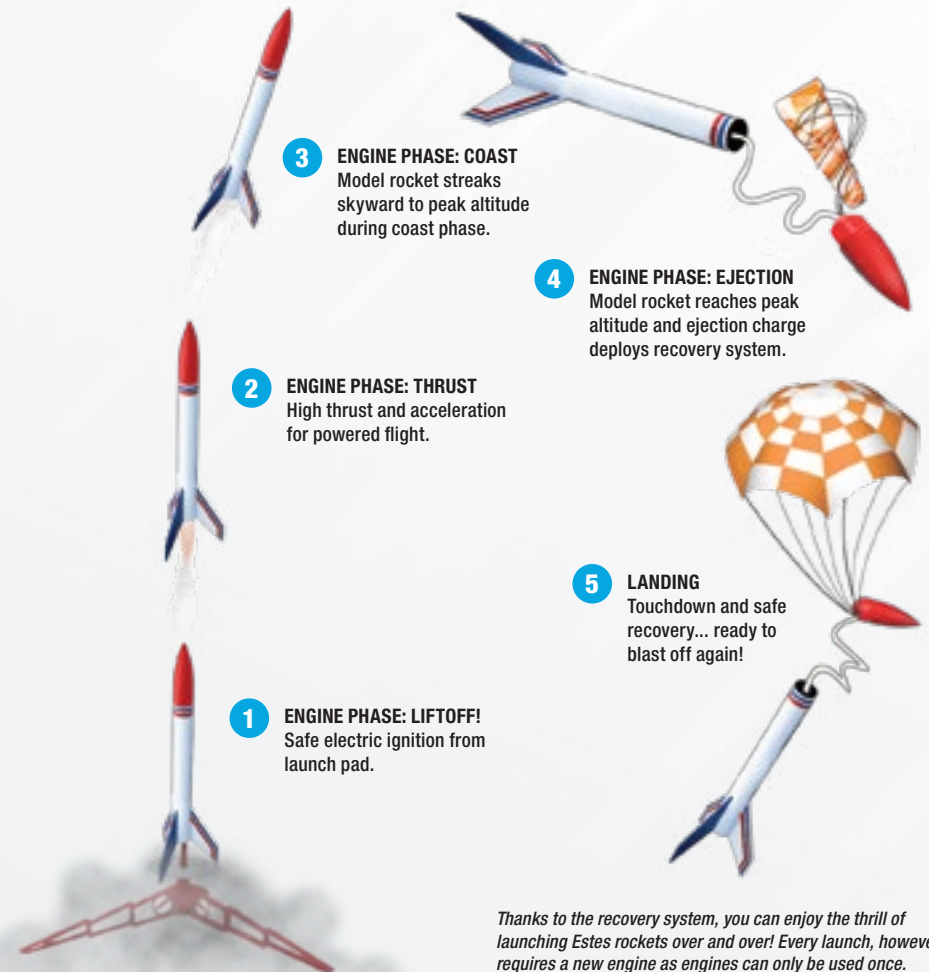 3
ENGINE PHASE: COAST
Model rocket streaks
skyward to peak altitude
during coast phase.
4
ENGINE PHASE: EJECTION
Model rocket reaches peak
altitude and ejection charge
deploys recovery system.
2
ENGINE PHASE: THRUST
High thrust and acceleration
for powered flight.
5
LANDING
Touchdown and safe
recovery... ready to
blast off again!
1
ENGINE PHASE: LIFTOFF!
Safe electric ignition from
launch pad.
Thanks to the recovery system, you can enjoy the thrill of
launching Estes rockets over and over! Every launch, howeve
requires a new engine as engines can only be used once.